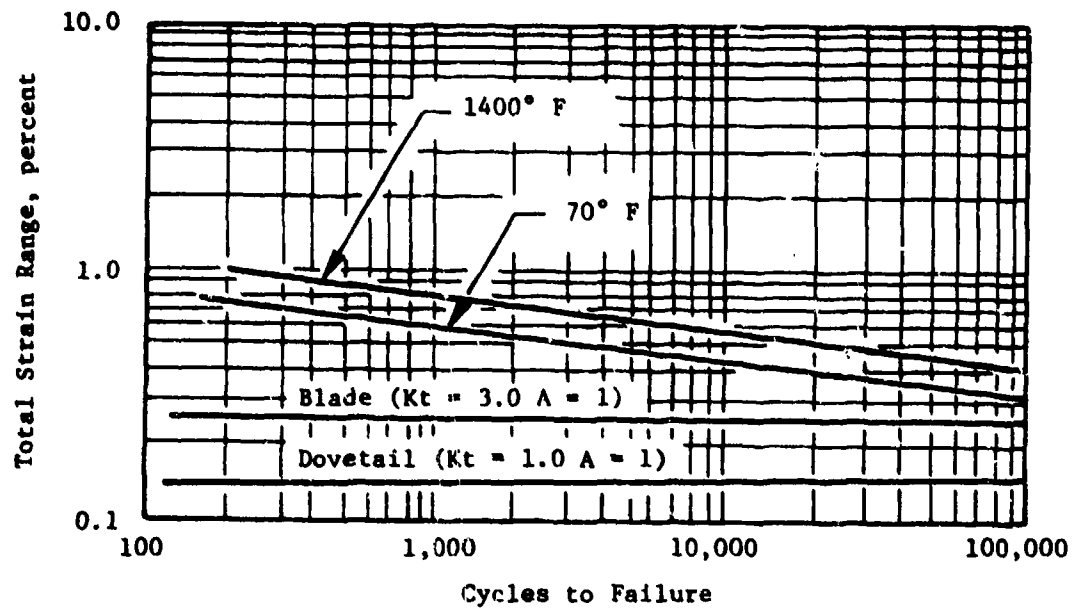 10.0
Total Strain Range, percent
1400° F
70° F
1.0
Blade (Kt = 3.0 A = 1)
Dovetail (Kt = 1.0 A = 1)
0.1
100
1,000
10,000
100,000
Cycles to Failure